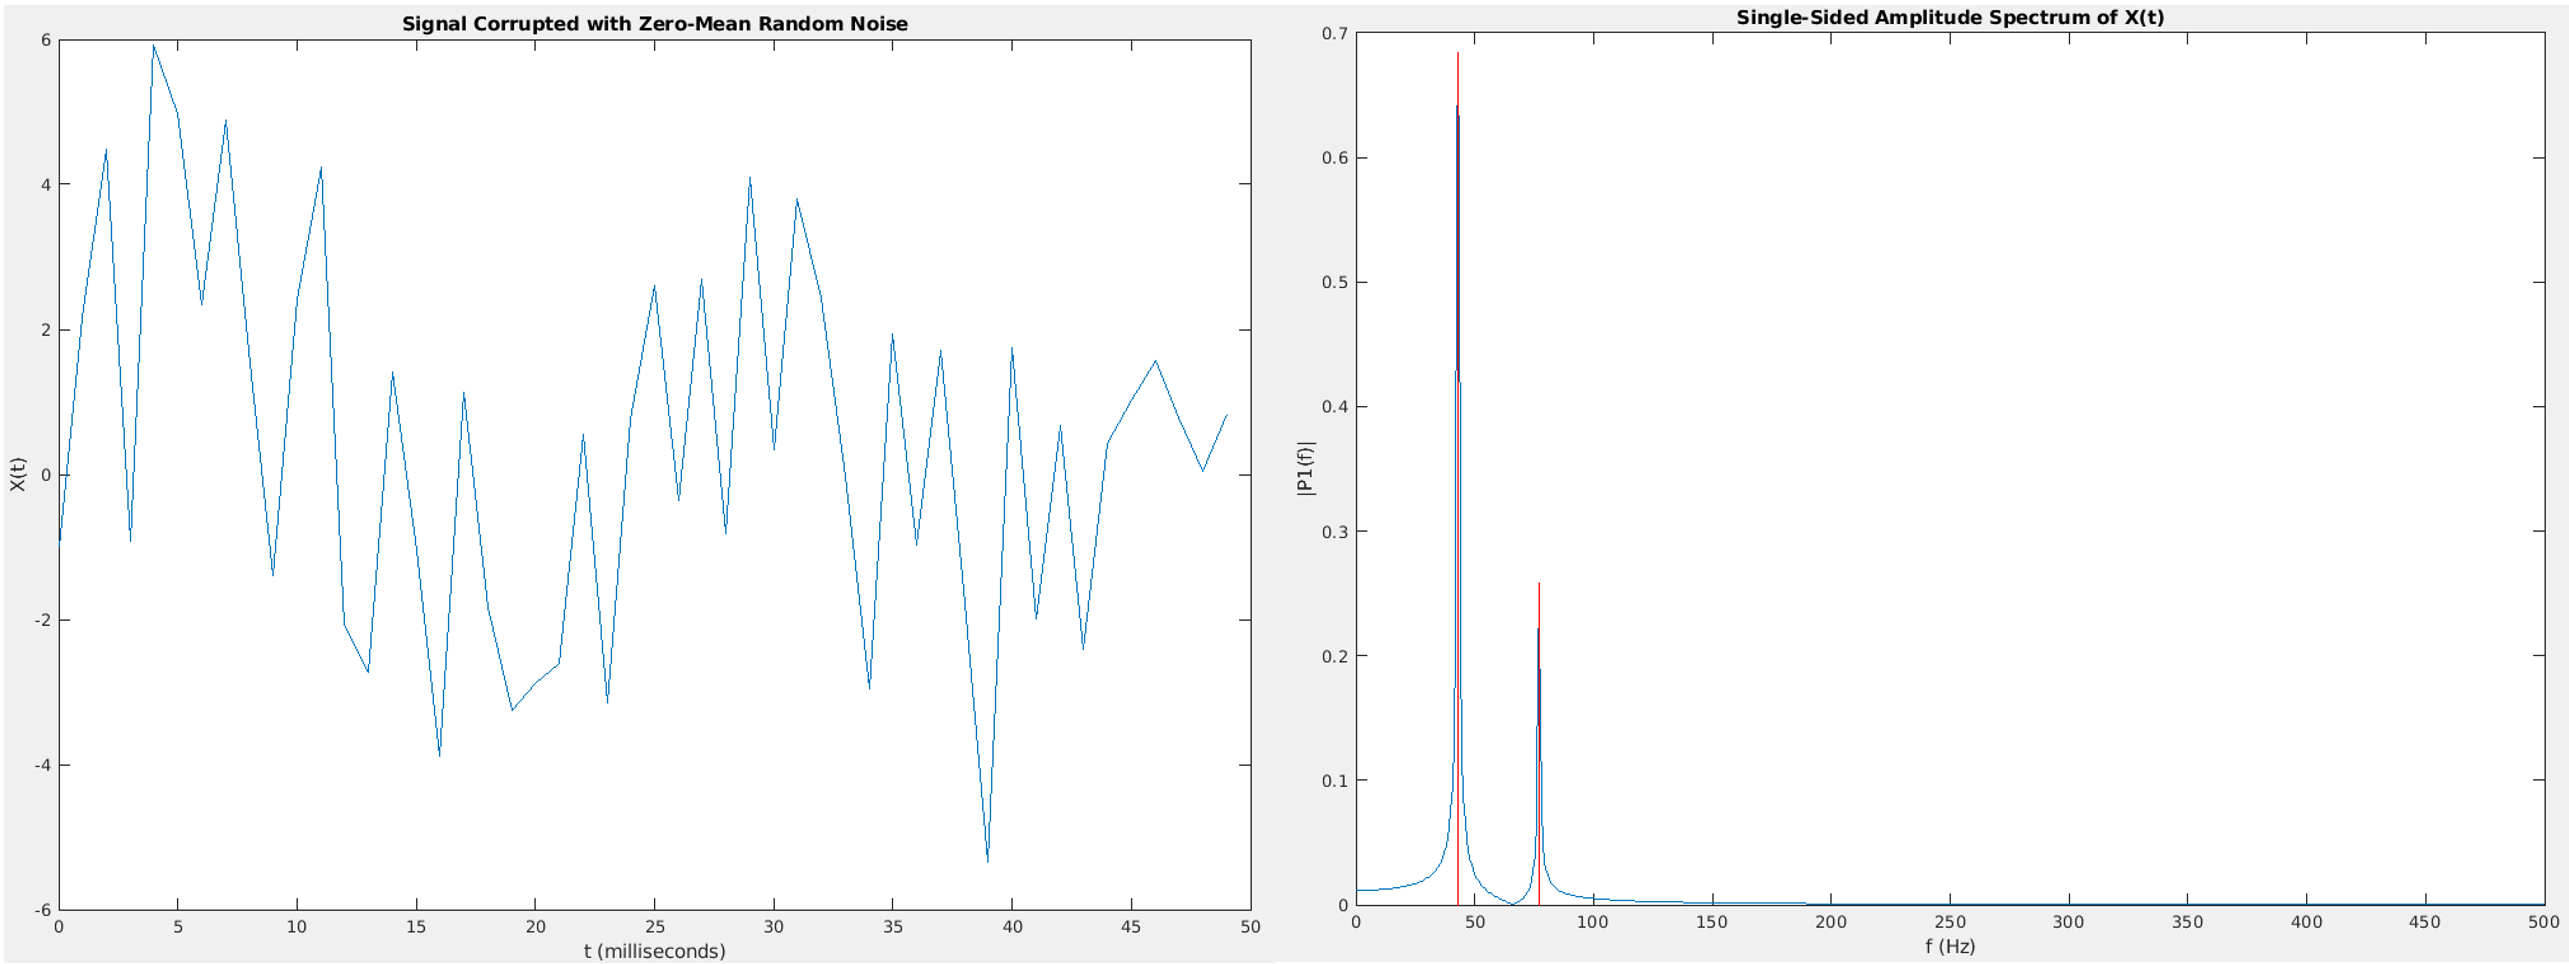 Signal Corrupted with Zero-Mean Random Noise
6
4
2
0
-2
-4
-6
X(t)
0 5 10 15 20 25 30 35 40 45 50
t (milliseconds)
Single-Sided Amplitude Spectrum of X(t)
0.7
0.6
0.5
0.4
0.3
0.2
0.1
0
|P1(f)|
0 50 100 150 200 250 300 350 400 450 500
f (Hz)